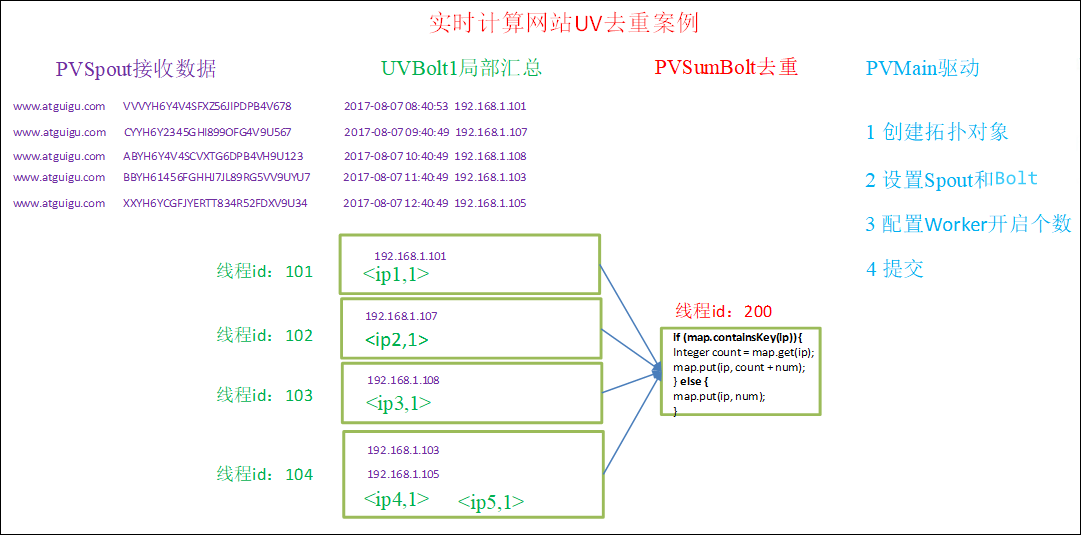 实时计算网站UV去重案例
PVSpout接收数据
UVBolt1局部汇总
PVSumBolt去重
PVMain驱动
www.atguigu.com VVVYH6Y4V4SFXZ56JIPDPB4V678 2017-08-07 08:40:53 192.168.1.101
www.atguigu.com CYYH6Y2345GHI899OFG4V9U567 2017-08-07 09:40:49 192.168.1.107
www.atguigu.com ABYH6Y4V4SCVXTG6DPB4VH9U123 2017-08-07 10:40:49 192.168.1.108
www.atguigu.com BBYH61456FGHHJ7JL89RG5VV9UYU7 2017-08-07 11:40:49 192.168.1.103
www.atguigu.com XXYH6YCGFJYERTT834R52FDXV9U34 2017-08-07 12:40:49 192.168.1.105
1 创建拓扑对象
2 设置Spout和Bolt
3 配置Worker开启个数
4 提交
线程id：101
192.168.1.101
<ip1,1>
线程id：102
192.168.1.107
<ip2,1>
线程id：103
192.168.1.108
<ip3,1>
线程id：104
192.168.1.103
192.168.1.105
<ip4,1> <ip5,1>
线程id：200
if (map.containsKey(ip)) {
Integer count = map.get(ip);
map.put(ip, count + num);
} else {
map.put(ip, num);
}